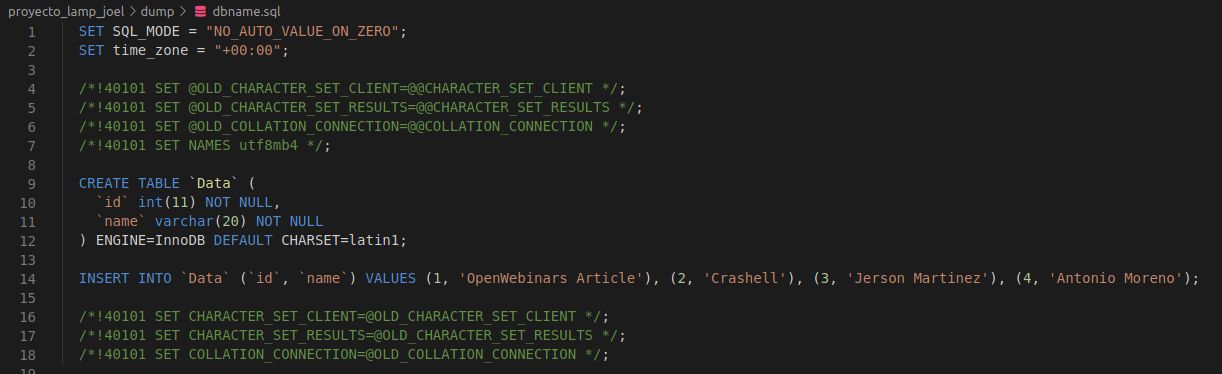 proyecto_lamp_joel > dump > dbname.sql
1 SET SQL_MODE = "NO_AUTO_VALUE_ON_ZERO";
2 SET time_zone = "+00:00";
3
4 /*!40101 SET @OLD_CHARACTER_SET_CLIENT=@@CHARACTER_SET_CLIENT */;
5 /*!40101 SET @OLD_CHARACTER_SET_RESULTS=@@CHARACTER_SET_RESULTS */;
6 /*!40101 SET @OLD_COLLATION_CONNECTION=@@COLLATION_CONNECTION */;
7 /*!40101 SET NAMES utf8mb4 */;
8
9 CREATE TABLE `Data` (
10   `id` int(11) NOT NULL,
11   `name` varchar(20) NOT NULL
12 ) ENGINE=InnoDB DEFAULT CHARSET=latin1;
13
14 INSERT INTO `Data` (`id`, `name`) VALUES (1, 'OpenWebinars Article'), (2, 'Crashell'), (3, 'Jerson Martinez'), (4, 'Antonio Moreno');
15
16 /*!40101 SET CHARACTER_SET_CLIENT=@OLD_CHARACTER_SET_CLIENT */;
17 /*!40101 SET CHARACTER_SET_RESULTS=@OLD_CHARACTER_SET_RESULTS */;
18 /*!40101 SET COLLATION_CONNECTION=@OLD_COLLATION_CONNECTION */;
19